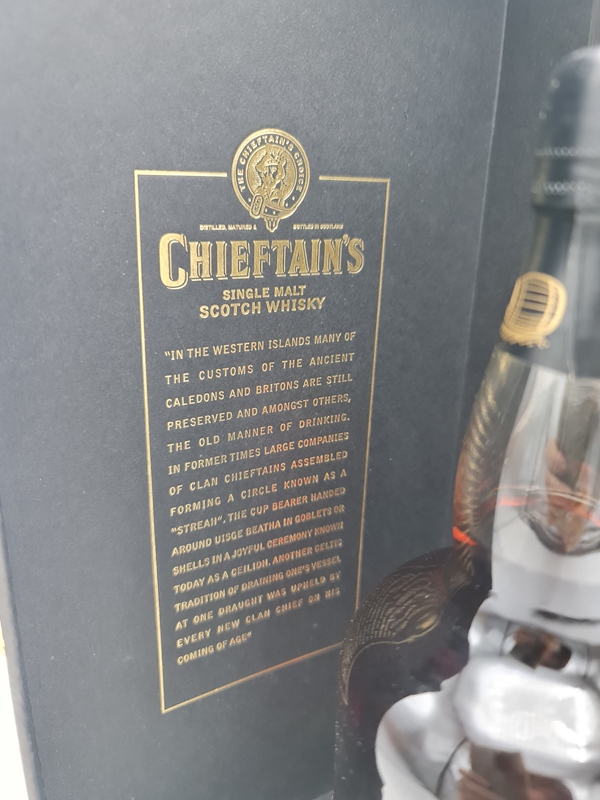 THE CHIEFTAIN'S CHOICE
DISTILLED, MATURED & BOTTLED IN SCOTLAND
CHIEFTAIN'S
SINGLE MALT
SCOTCH WHISKY
"IN THE WESTERN ISLANDS MANY OF
THE CUSTOMS OF THE ANCIENT
CALEDONS AND BRITONS ARE STILL
PRESERVED AND AMONGST OTHERS,
THE OLD MANNER OF DRINKING.
IN FORMER TIMES LARGE COMPANIES
OF CLAN CHIEFTAINS ASSEMBLED
FORMING A CIRCLE KNOWN AS A
"STREAH". THE CUP BEARER HANDED
AROUND UISGE BEATHA IN GOBLETS OR
SHELLS IN A JOYFUL CEREMONY KNOWN
TODAY AS A CEILIDH. ANOTHER CELTIC
TRADITION OF DRAINING ONE'S VESSEL
AT ONE DRAUGHT WAS UPHELD BY
EVERY NEW CLAN CHIEF ON HIS
COMING OF AGE"